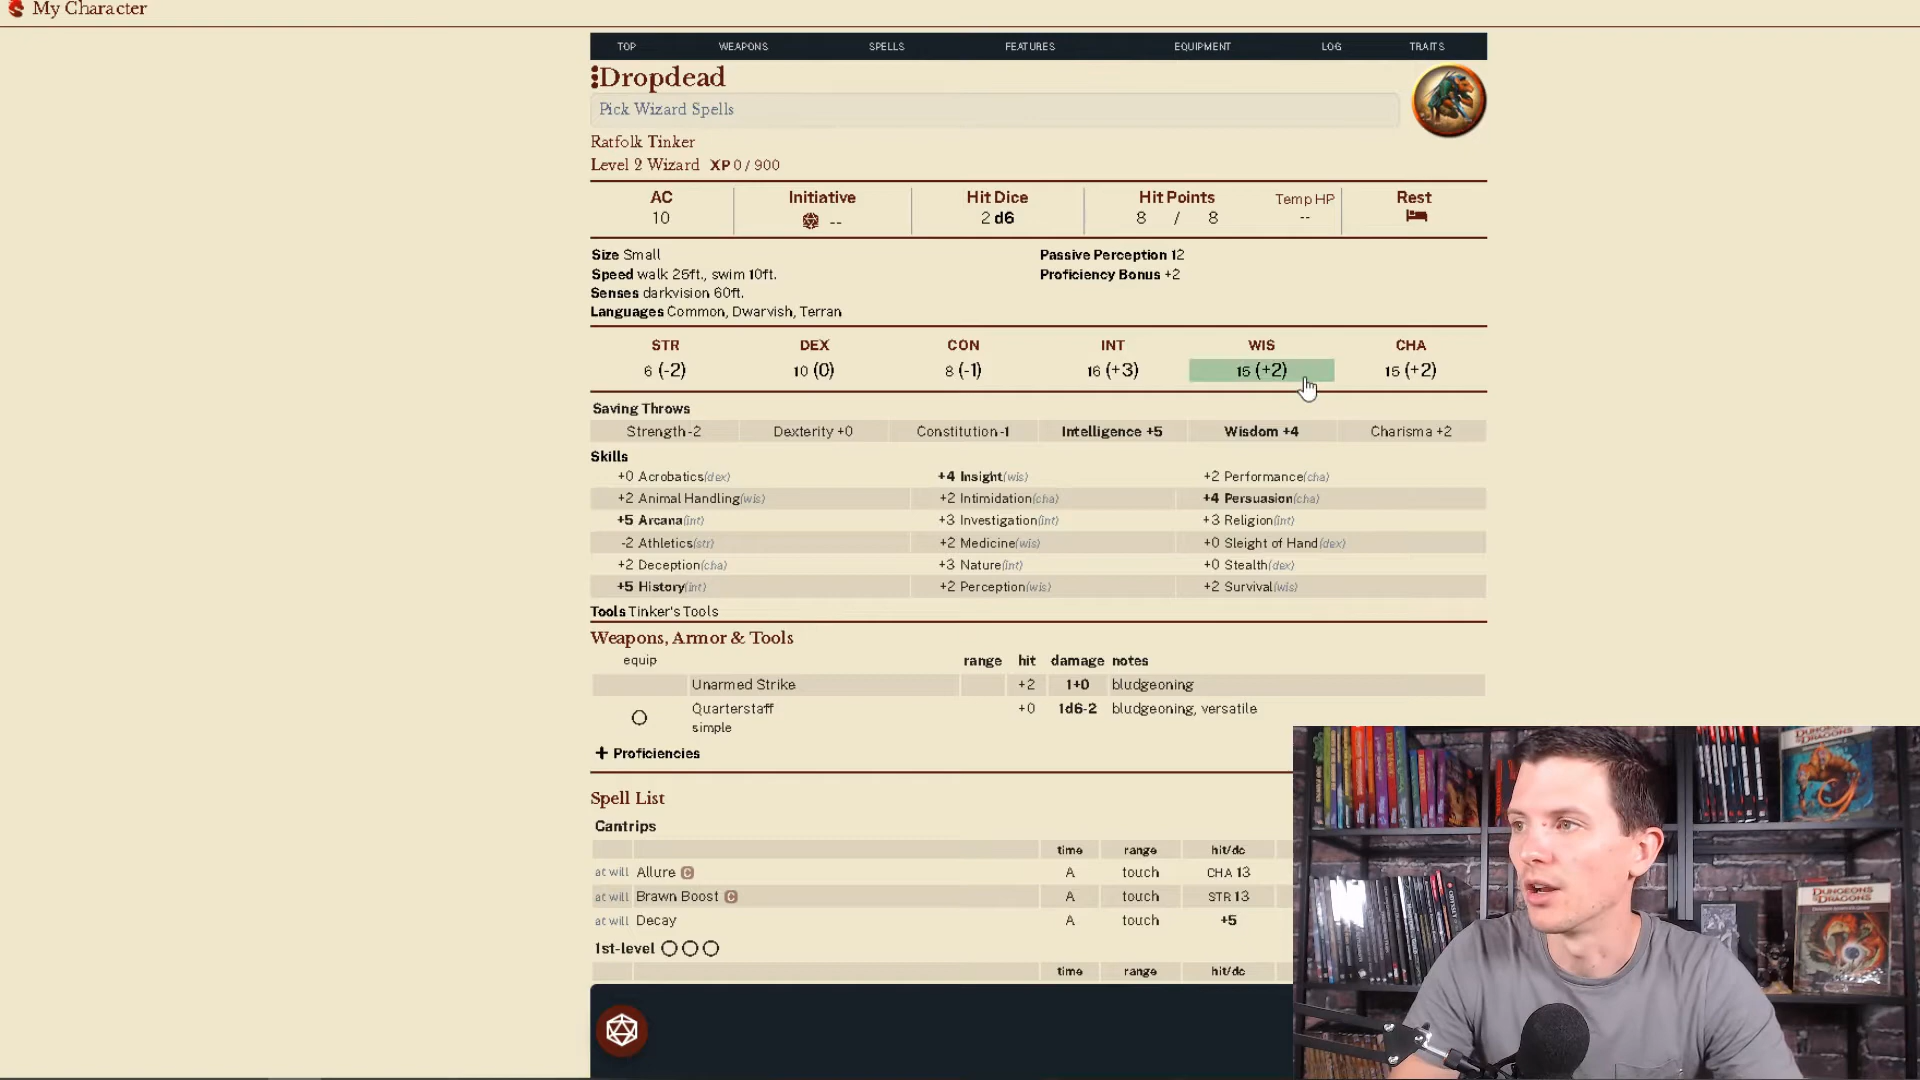 My Character
TOP WEAPONS SPELLS FEATURES EQUIPMENT LOG TRAITS
Dropdead
Pick Wizard Spells
Ratfolk Tinker
Level 2 Wizard XP 0 / 900
AC Initiative Hit Dice Hit Points Temp HP Rest
10 -- 2 d6 8 / 8 --
Size Small Passive Perception 12
Speed walk 25ft., swim 10ft. Proficiency Bonus +2
Senses darkvision 60ft.
Languages Common, Dwarvish, Terran
STR DEX CON INT WIS CHA
6 (-2) 10 (0) 8 (-1) 16 (+3) 15 (+2) 15 (+2)
Saving Throws
Strength -2 Dexterity +0 Constitution -1 Intelligence +5 Wisdom +4 Charisma +2
Skills
+0 Acrobatics(dex) +4 Insight(wis) +2 Performance(cha)
+2 Animal Handling(wis) +2 Intimidation(cha) +4 Persuasion(cha)
+5 Arcana(int) +3 Investigation(int) +3 Religion(int)
-2 Athletics(str) +2 Medicine(wis) +0 Sleight of Hand(dex)
+2 Deception(cha) +3 Nature(int) +0 Stealth(dex)
+5 History(int) +2 Perception(wis) +2 Survival(wis)
Tools Tinker's Tools
Weapons, Armor & Tools
equip range hit damage notes
Unarmed Strike +2 1+0 bludgeoning
Quarterstaff +0 1d6-2 bludgeoning, versatile
simple
+ Proficiencies
Spell List
Cantrips
time range hit/dc
at will Allure C A touch CHA 13
at will Brawn Boost C A touch STR 13
at will Decay A touch +5
1st-level
time range hit/dc
DUNGEONS & DRAGONS
DUNGEONS & DRAGONS